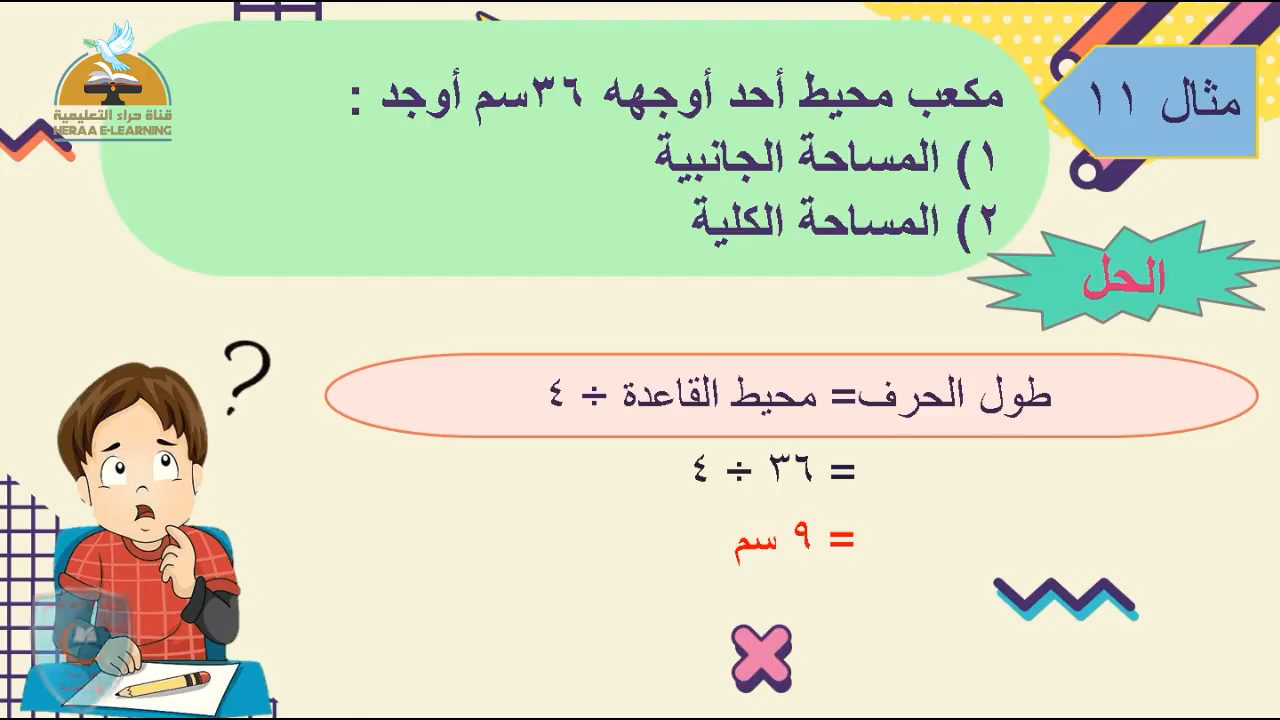 مثال ١١
مكعب محيط أحد أوجهه ٣٦سم أوجد :
١) المساحة الجانبية
٢) المساحة الكلية
قناة حراء التعليمية
HERAA E-LEARNING
الحل
طول الحرف= محيط القاعدة ÷ ٤
= ٣٦ ÷ ٤
= ٩ سم
?